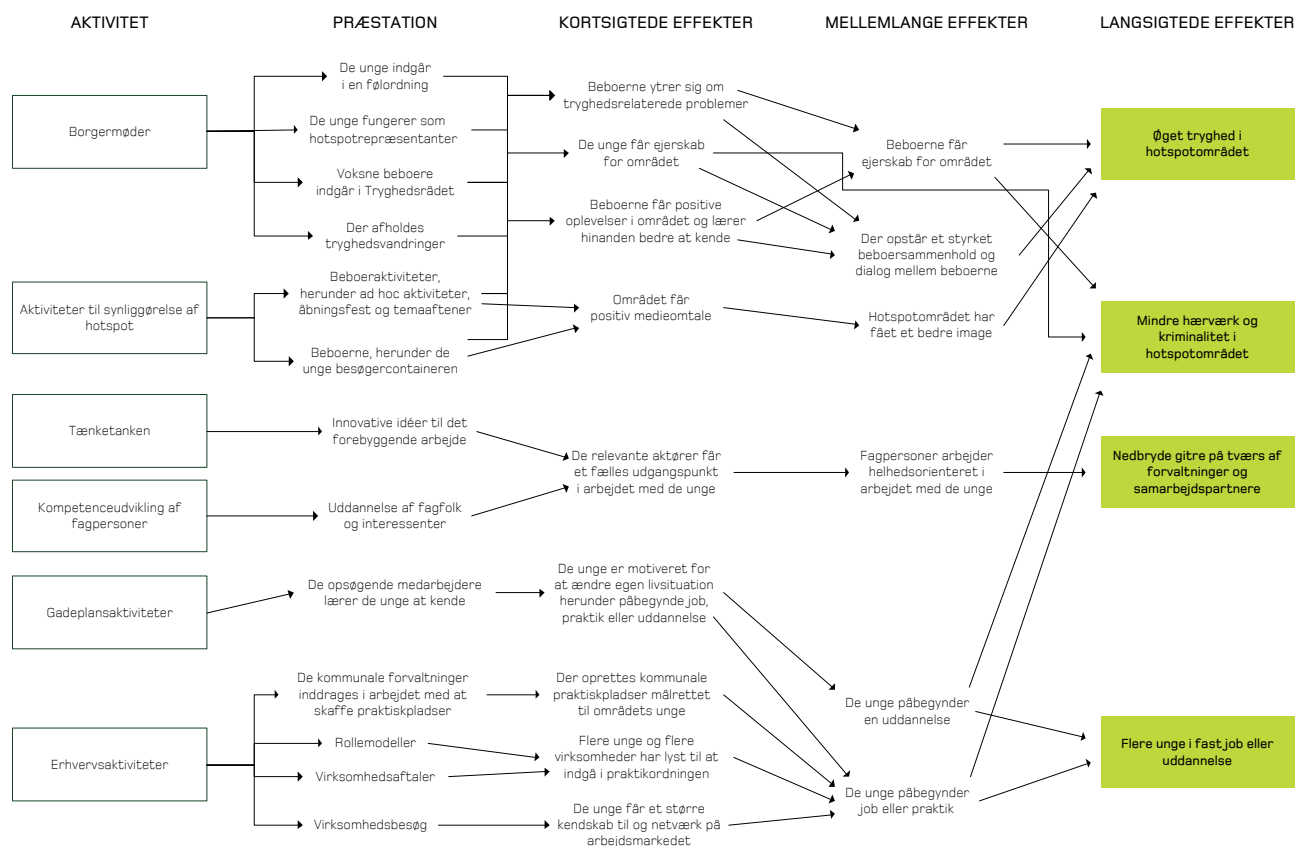 AKTIVITET
PRÆSTATION
KORTSIGTEDE EFFEKTER
MELLEMLANGE EFFEKTER
LANGSIGTEDE EFFEKTER
Borgermøder
Aktiviteter til synliggørelse af
hotspot
Tænketanken
Kompetenceudvikling af
fagpersoner
Gadeplansaktiviteter
Erhvervsaktiviteter
De unge indgår
i en følordning
De unge fungerer som
hotspotrepræsentanter
Voksne beboere
indgår i Tryghedsrådet
Der afholdes
tryghedsvandringer
Beboeraktiviteter,
herunder ad hoc aktiviteter,
åbningsfest og temaaftener
Beboerne, herunder de
unge besøgercontaineren
Innovative idéer til det
forebyggende arbejde
Uddannelse af fagfolk
og interessenter
De opsøgende medarbejdere
lærer de unge at kende
De kommunale forvaltninger
inddrages i arbejdet med at
skaffe praktiskpladser
Rollemodeller
Virksomhedsaftaler
Virksomhedsbesøg
Beboerne ytrer sig om
tryghedsrelaterede problemer
De unge får ejerskab
for området
Beboerne får positive
oplevelser i området og lærer
hinanden bedre at kende
Området får
positiv medieomtale
De relevante aktører får
et fælles udgangspunkt
i arbejdet med de unge
De unge er motiveret for
at ændre egen livsituation
herunder påbegynde job,
praktik eller uddannelse
Der oprettes kommunale
praktiskpladser målrettet
til områdets unge
Flere unge og flere
virksomheder har lyst til at
indgå i praktikordningen
De unge får et større
kendskab til og netværk på
arbejdsmarkedet
Beboerne får
ejerskab for området
Der opstår et styrket
beboersammenhold og
dialog mellem beboerne
Hotspotområdet har
fået et bedre image
Fagpersoner arbejder
helhedsorienteret i
arbejdet med de unge
De unge påbegynder
en uddannelse
De unge påbegynder
job eller praktik
Øget tryghed i
hotspotområdet
Mindre hærværk og
kriminalitet i
hotspotområdet
Nedbryde gitre på tværs af
forvaltninger og
samarbejdspartnere
Flere unge i fast job eller
uddannelse